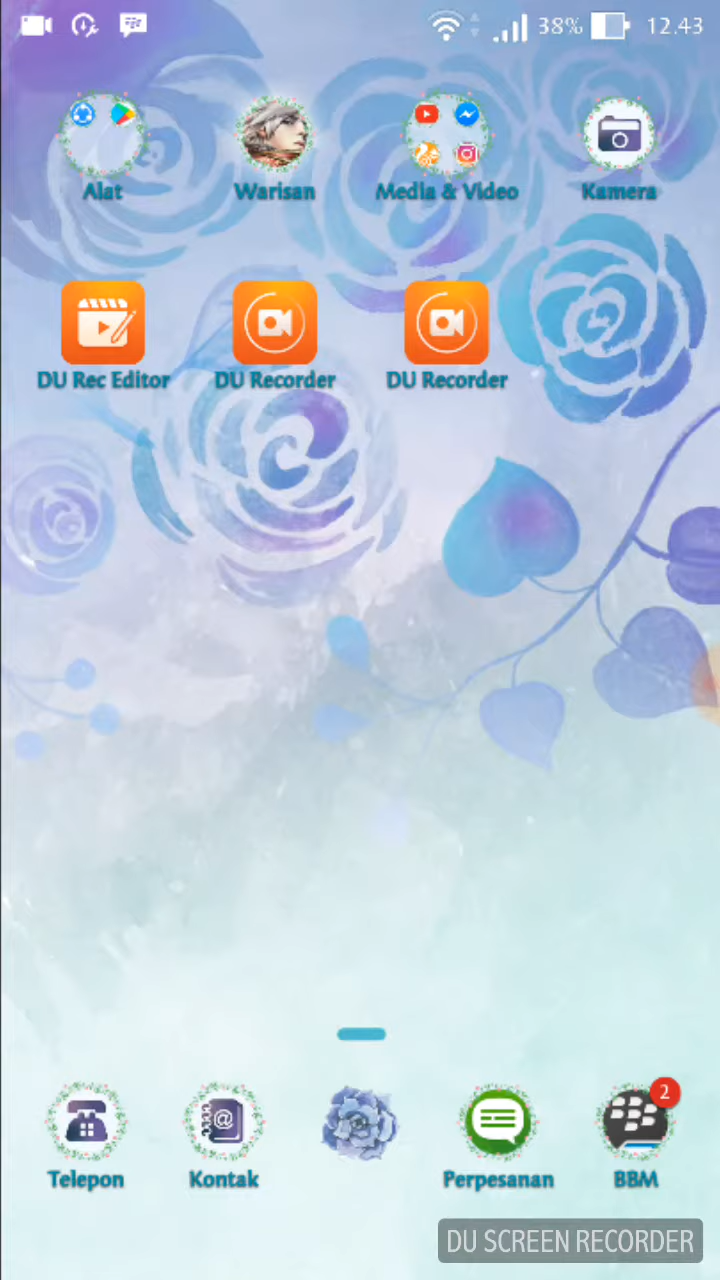 38% 12.43
Alat Warisan Media & Video Kamera
DU Rec Editor DU Recorder DU Recorder
2
Telepon Kontak Perpesanan BBM
DU SCREEN RECORDER